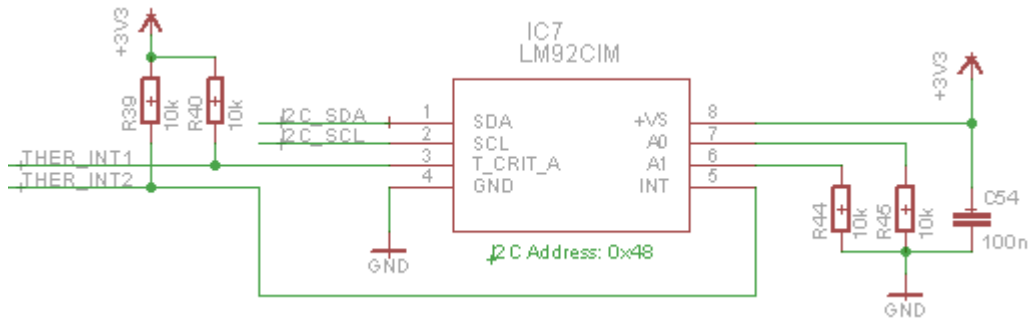 +3V3
R39
10k
R40
10k
IC7
LM92CIM
+3V3
I2C_SDA
I2C_SCL
THER_INT1
THER_INT2
1
2
3
4
SDA
SCL
T_CRIT_A
GND
+VS
A0
A1
INT
8
7
6
5
R44
10k
R45
10k
C54
100n
GND
I2C Address: 0x48
GND